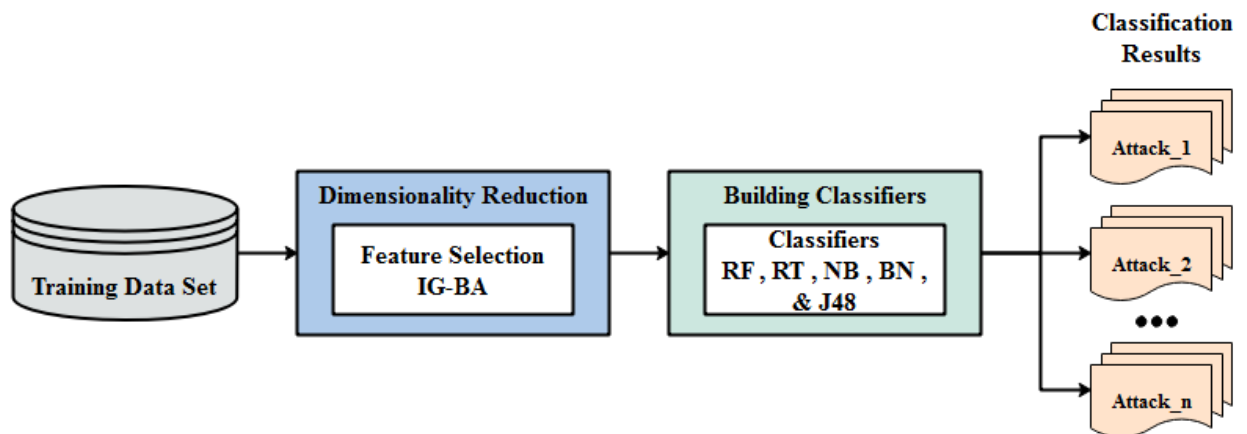 Training Data Set
Dimensionality Reduction
Feature Selection
IG-BA
Building Classifiers
Classifiers
RF , RT , NB , BN ,
& J48
Classification
Results
Attack_1
Attack_2
Attack_n